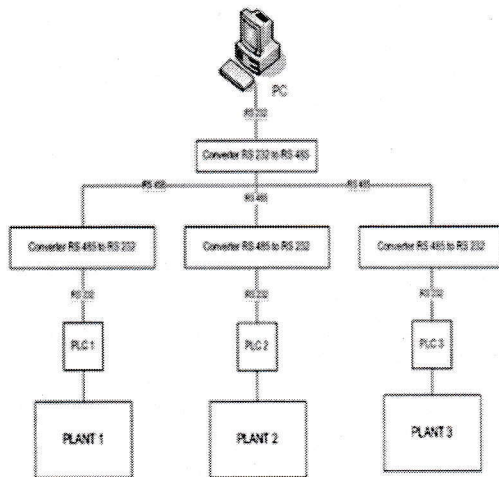 PC
RS 232
Converter RS 232 to RS 485
RS 485 RS 485 RS 485
Converter RS 485 to RS 232 Converter RS 485 to RS 232 Converter RS 485 to RS 232
RS 232 RS 232 RS 232
PLC 1 PLC 2 PLC 3
PLANT 1 PLANT 2 PLANT 3